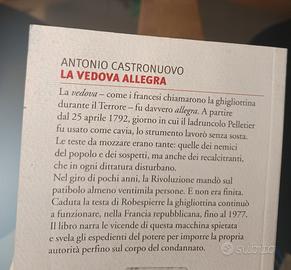 ANTONIO CASTRONUOVO
LA VEDOVA ALLEGRA
La vedova – come i francesi chiamarono la ghigliottina
durante il Terrore – fu davvero allegra. A partire
dal 25 aprile 1792, giorno in cui il ladruncolo Pelletier
fu usato come cavia, lo strumento lavorò senza sosta.
Le teste da mozzare erano tante: quelle dei nemici
del popolo e dei sospetti, ma anche dei recalcitranti,
che in ogni dittatura disturbano.
Nel giro di pochi anni, la Rivoluzione mandò sul
patibolo almeno ventimila persone. E non era finita.
Caduta la testa di Robespierre la ghigliottina continuò
a funzionare, nella Francia repubblicana, fino al 1977.
Il libro narra le vicende di questa macchina spietata
e svela gli espedienti del potere per imporre la propria
autorità perfino sul corpo del condannato.
subito